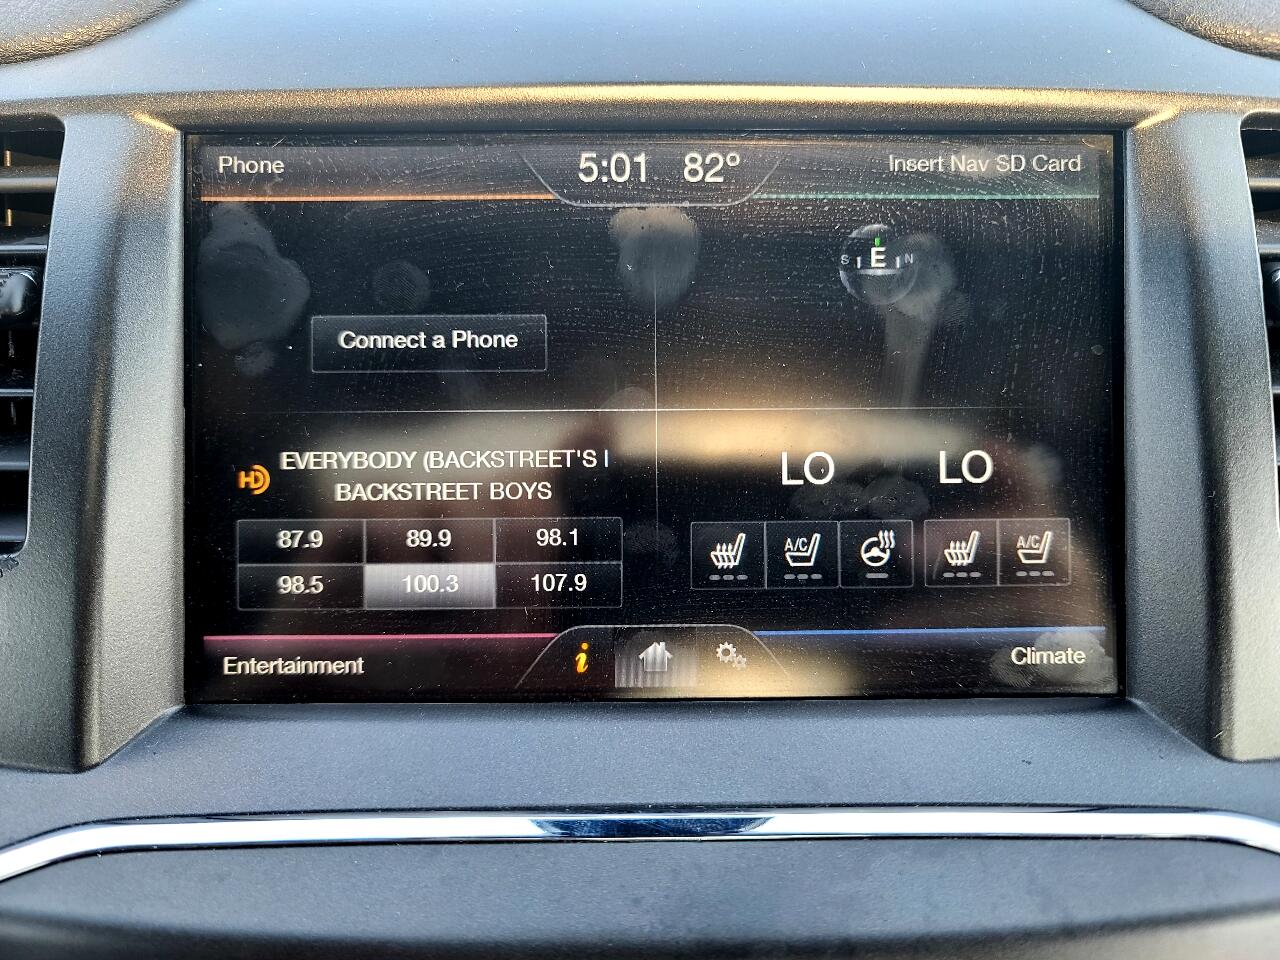 Phone
5:01 82°
Insert Nav SD Card
S E N
Connect a Phone
HD
EVERYBODY (BACKSTREET'S
BACKSTREET BOYS
LO LO
87.9 89.9 98.1
98.5 100.3 107.9
A/C A/C
Entertainment
i
Climate